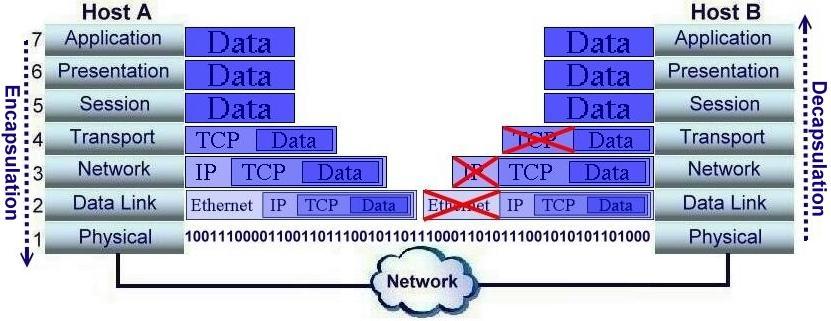 Host A Host B
7 Application Data Data Application
6 Presentation Data Data Presentation
5 Session Data Data Session
4 Transport TCP Data TCP Data Transport
3 Network IP TCP Data IP TCP Data Network
2 Data Link Ethernet IP TCP Data Ethernet IP TCP Data Data Link
1 Physical 1001110000110011011100101101110001101011100101010101101000 Physical
Encapsulation
Decapsulation
Network